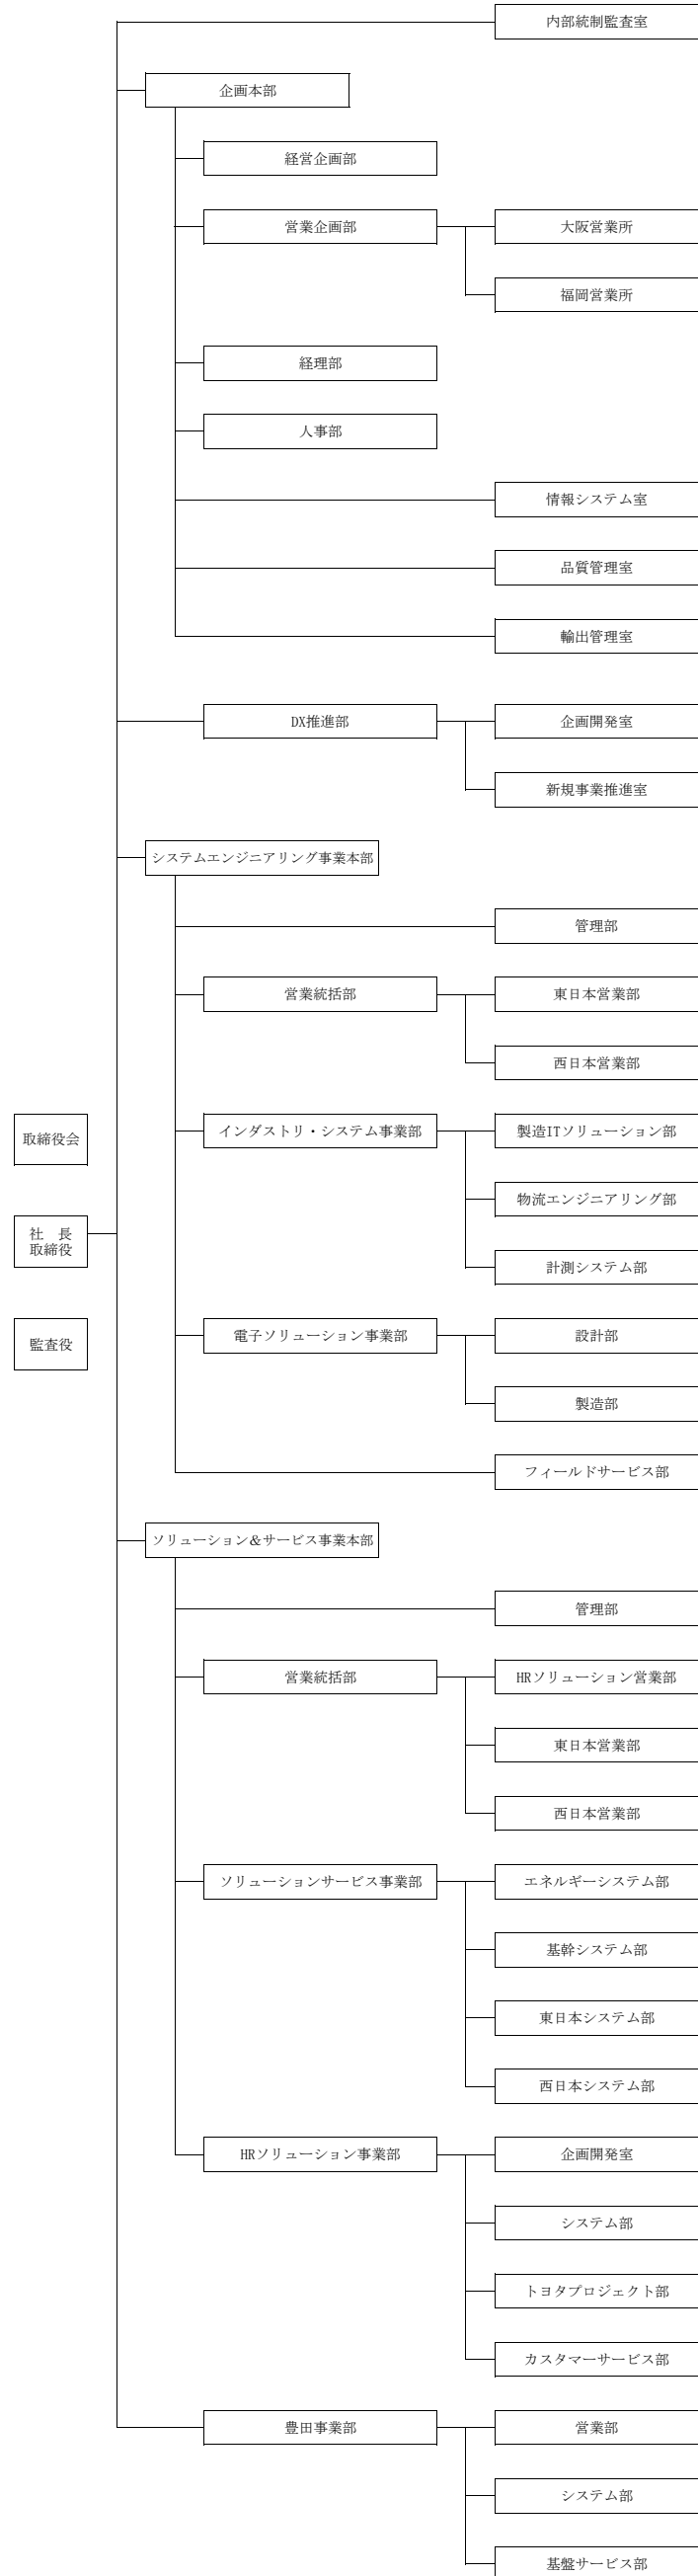 内部統制監査室
企画本部
経営企画部
営業企画部
大阪営業所
福岡営業所
経理部
人事部
情報システム室
品質管理室
輸出管理室
DX推進部
企画開発室
新規事業推進室
システムエンジニアリング事業本部
管理部
営業統括部
東日本営業部
西日本営業部
取締役会
インダストリ・システム事業部
製造ITソリューション部
物流エンジニアリング部
社　長
取締役
計測システム部
監査役
電子ソリューション事業部
設計部
製造部
フィールドサービス部
ソリューション＆サービス事業本部
管理部
営業統括部
HRソリューション営業部
東日本営業部
西日本営業部
ソリューションサービス事業部
エネルギーシステム部
基幹システム部
東日本システム部
西日本システム部
HRソリューション事業部
企画開発室
システム部
トヨタプロジェクト部
カスタマーサービス部
豊田事業部
営業部
システム部
基盤サービス部